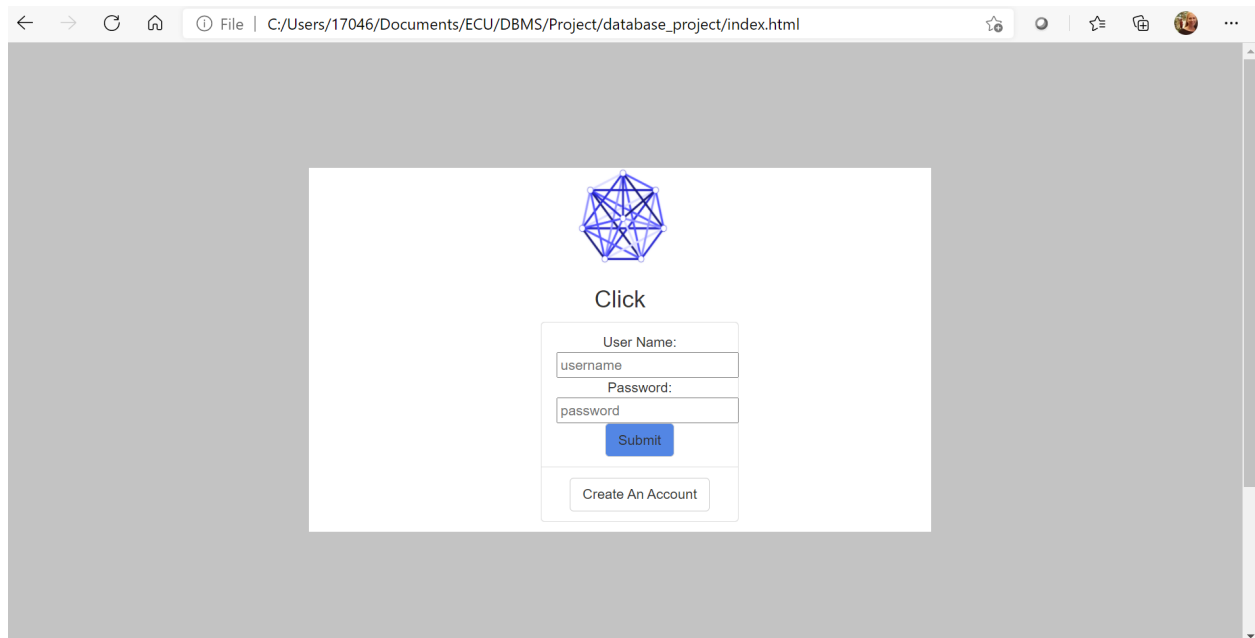 File | C:/Users/17046/Documents/ECU/DBMS/Project/database_project/index.html
Click
User Name:
username
Password:
password
Submit
Create An Account